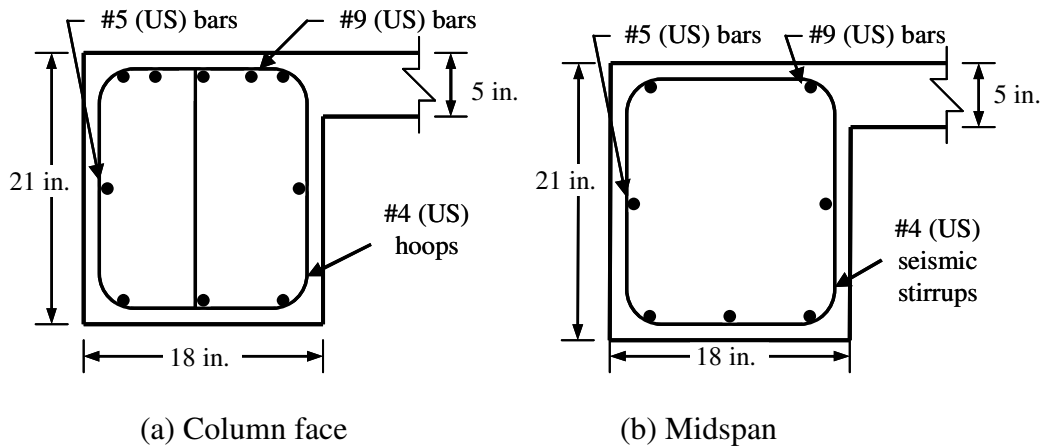 #5 (US) bars
#9 (US) bars
5 in.
21 in.
#4 (US)
hoops
18 in.
(a) Column face
#5 (US) bars
#9 (US) bars
5 in.
21 in.
#4 (US)
seismic
stirrups
18 in.
(b) Midspan